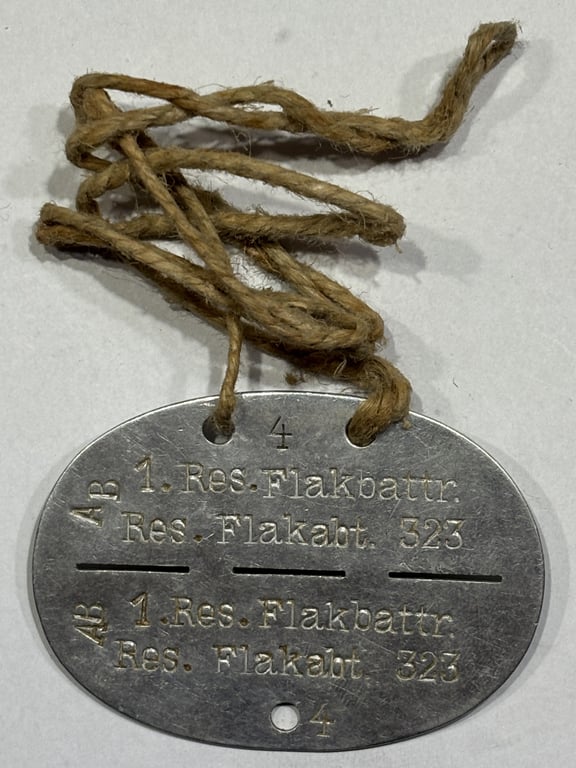 4
AB
1.Res.Flakbattr.
Res. Flakabt. 323
AB
1.Res.Flakbattr.
Res. Flakabt. 323
4